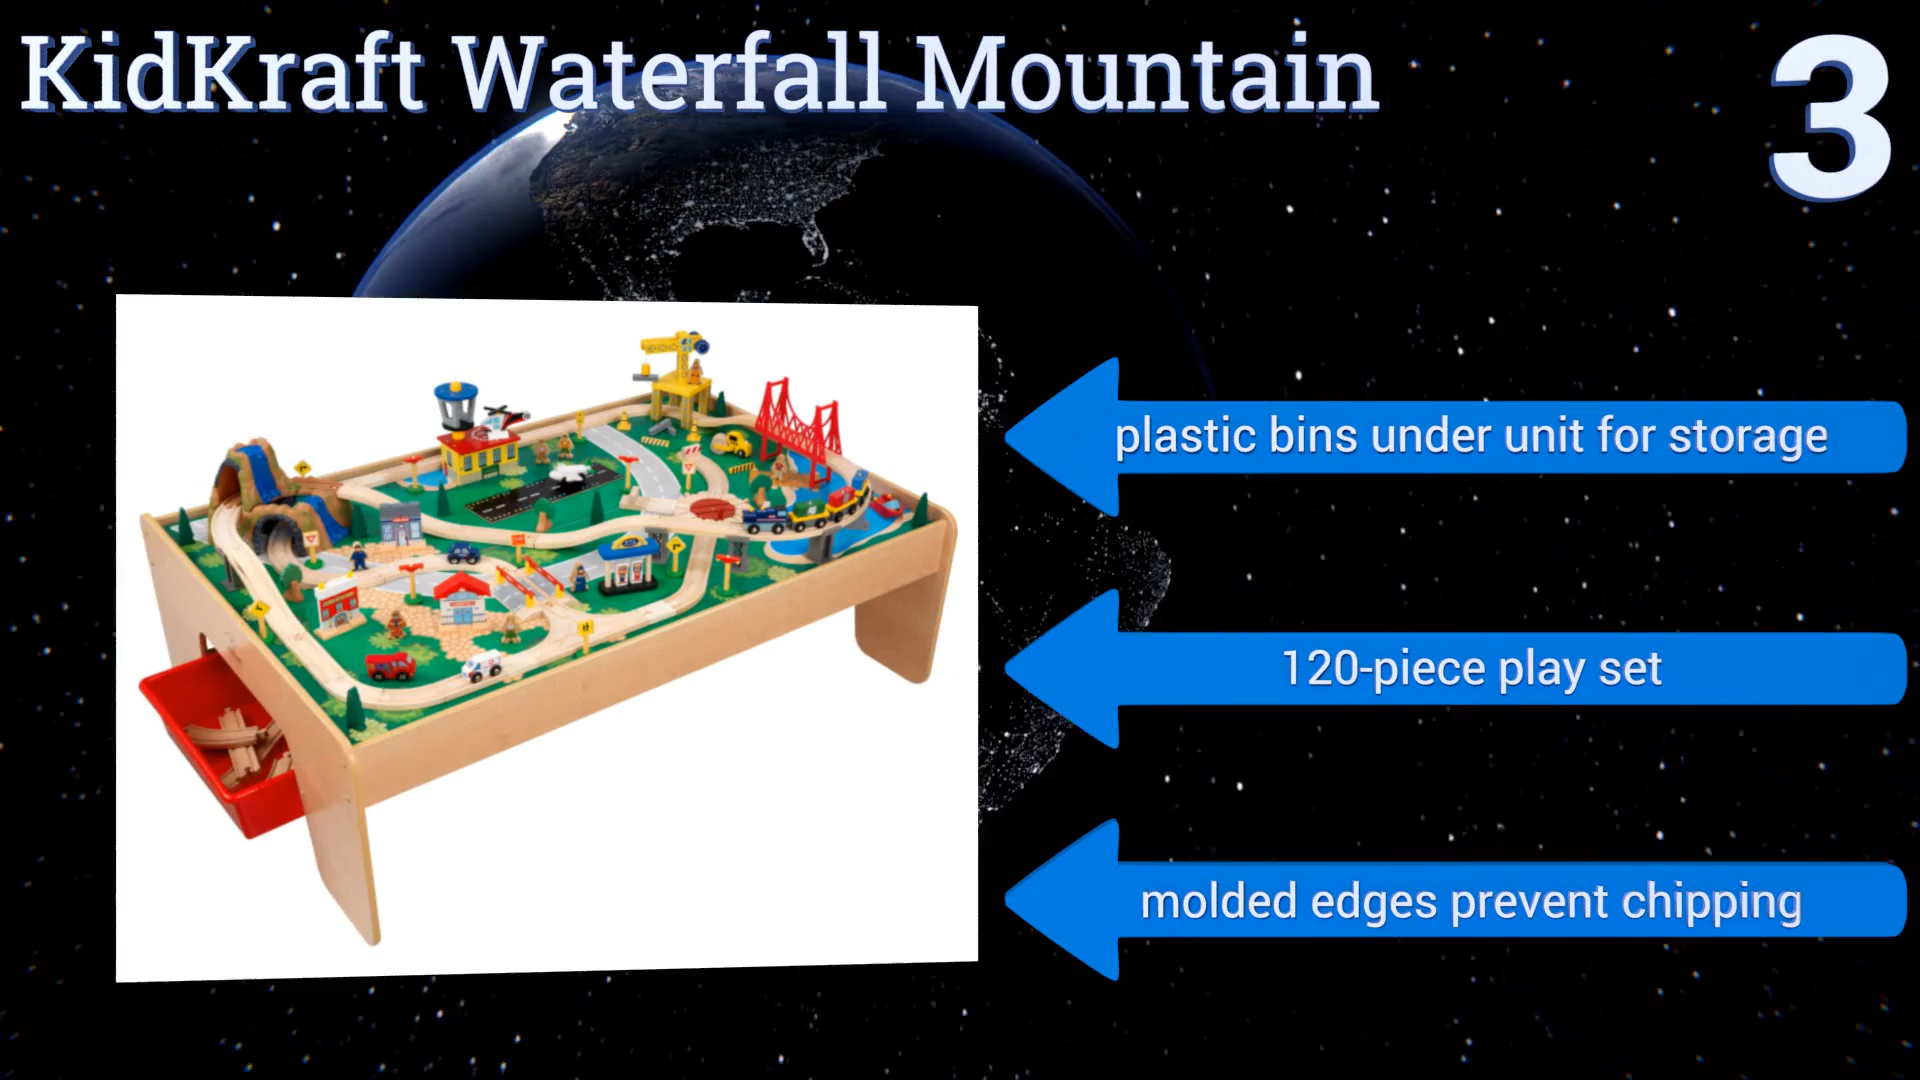 KidKraft Waterfall Mountain
3
plastic bins under unit for storage
120-piece play set
molded edges prevent chipping